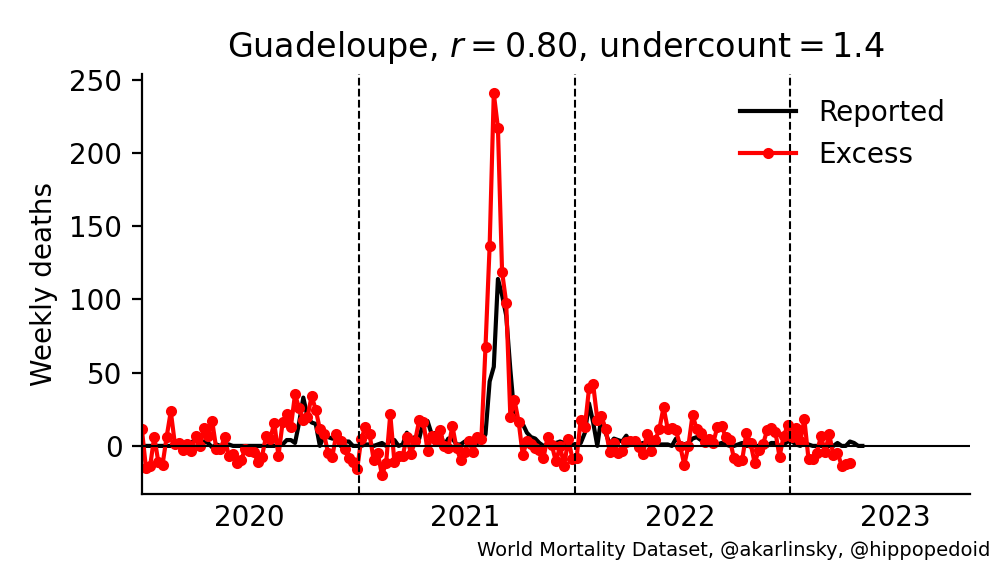 Guadeloupe, r = 0.80, undercount = 1.4
250
200
150
100
50
0
Weekly deaths
Reported
Excess
2020 2021 2022 2023
World Mortality Dataset, @akarlinsky, @hippopedoid